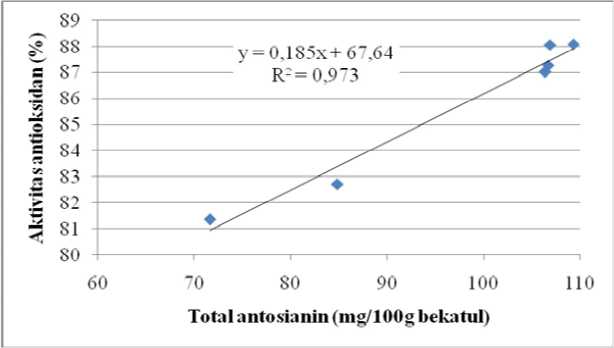 89
88
87
86
85
84
83
82
81
80
y = 0,185x + 67,64
R² = 0,973
Aktivitas antioksidan (%)
60 70 80 90 100 110
Total antosianin (mg/100g bekatul)